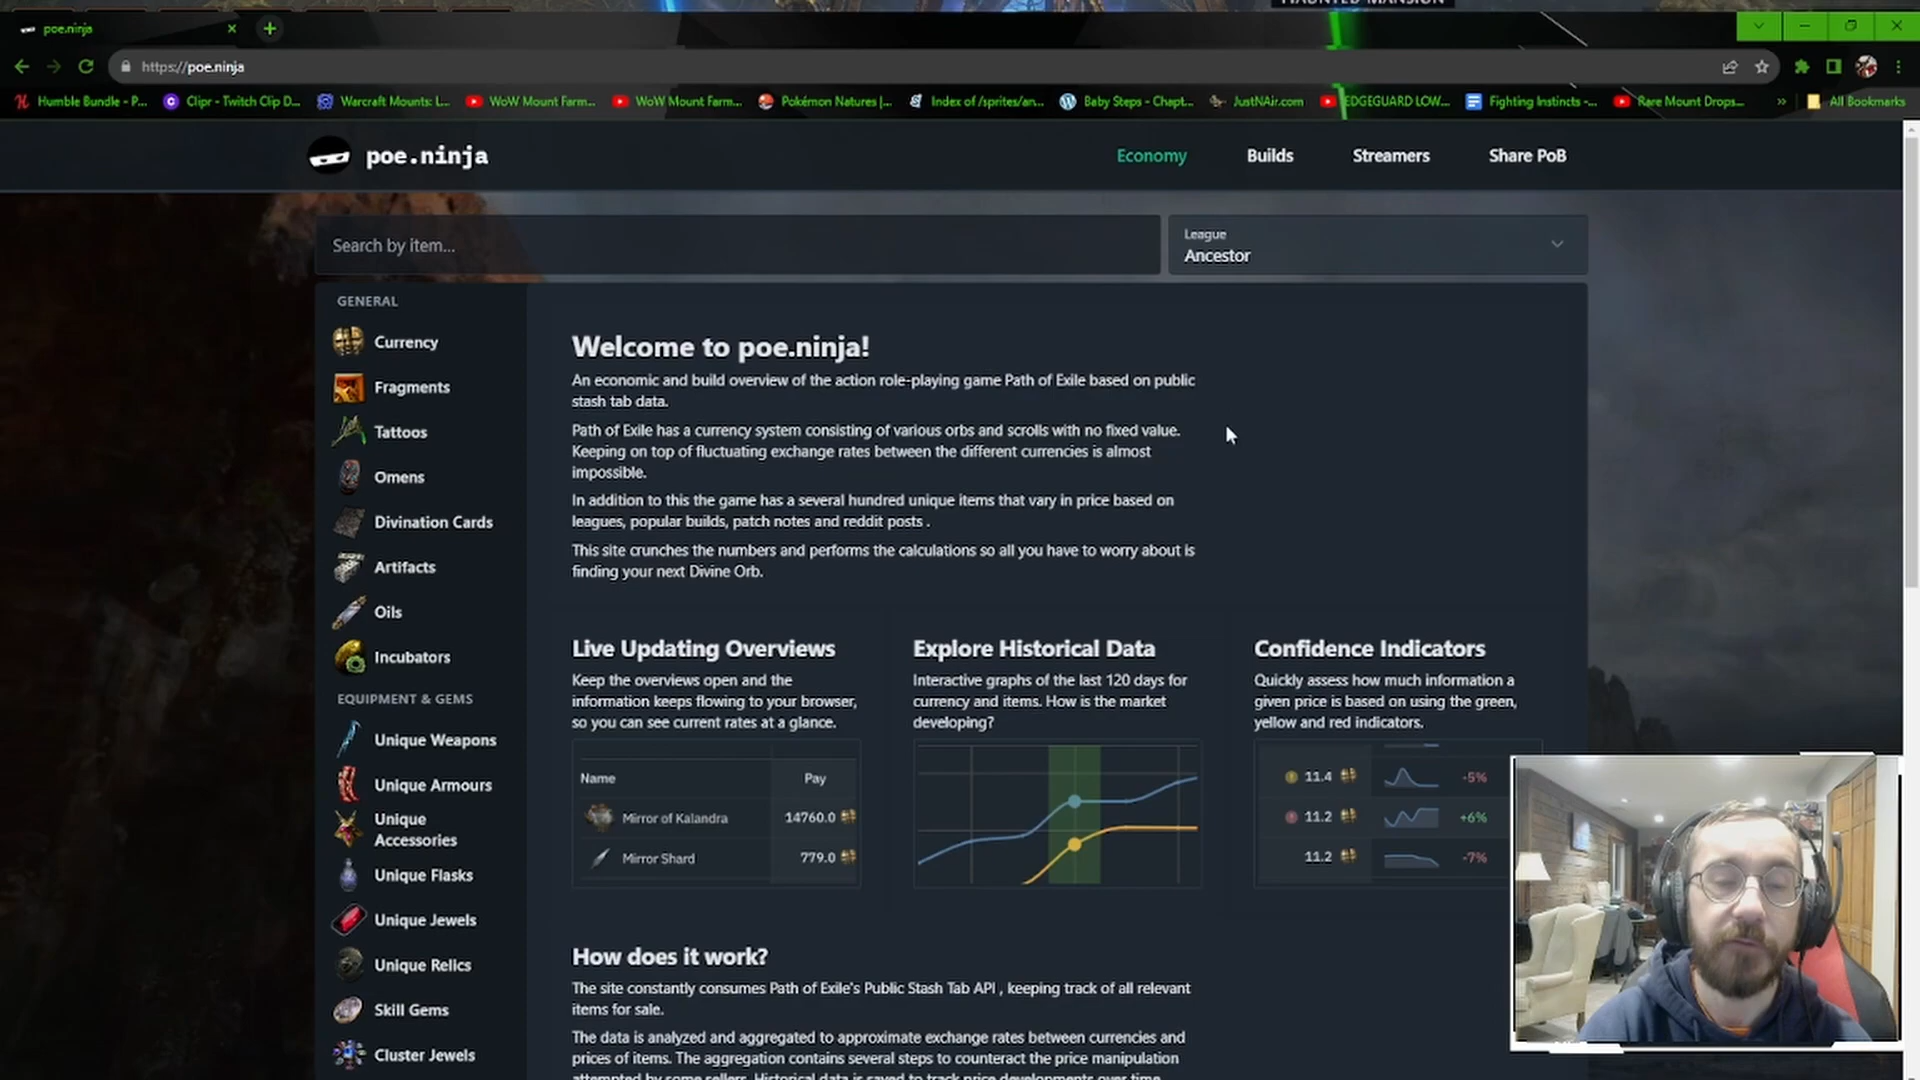 HAUNTED MANSION
poe.ninja
https://poe.ninja
Humble Bundle - P...
Clipr - Twitch Clip D...
Warcraft Mounts: L...
WoW Mount Farm...
WoW Mount Farm...
Pokémon Natures |...
Index of /sprites/an...
Baby Steps - Chapt...
JustNAir.com
EDGEGUARD LOW...
Fighting Instincts -...
Rare Mount Drops...
»
All Bookmarks
poe.ninja
Economy
Builds
Streamers
Share PoB
Search by item...
League
Ancestor
GENERAL
Currency
Fragments
Tattoos
Omens
Divination Cards
Artifacts
Oils
Incubators
EQUIPMENT & GEMS
Unique Weapons
Unique Armours
Unique
Accessories
Unique Flasks
Unique Jewels
Unique Relics
Skill Gems
Cluster Jewels
Welcome to poe.ninja!
An economic and build overview of the action role-playing game Path of Exile based on public
stash tab data.
Path of Exile has a currency system consisting of various orbs and scrolls with no fixed value.
Keeping on top of fluctuating exchange rates between the different currencies is almost
impossible.
In addition to this the game has a several hundred unique items that vary in price based on
leagues, popular builds, patch notes and reddit posts .
This site crunches the numbers and performs the calculations so all you have to worry about is
finding your next Divine Orb.
Live Updating Overviews
Keep the overviews open and the
information keeps flowing to your browser,
so you can see current rates at a glance.
Name Pay
Mirror of Kalandra 14760.0
Mirror Shard 779.0
Explore Historical Data
Interactive graphs of the last 120 days for
currency and items. How is the market
developing?
Confidence Indicators
Quickly assess how much information a
given price is based on using the green,
yellow and red indicators.
11.4 -5%
11.2 +6%
11.2 -7%
How does it work?
The site constantly consumes Path of Exile's Public Stash Tab API , keeping track of all relevant
items for sale.
The data is analyzed and aggregated to approximate exchange rates between currencies and
prices of items. The aggregation contains several steps to counteract the price manipulation
attempted by some sellers. Historical data is saved to track price developments over time.